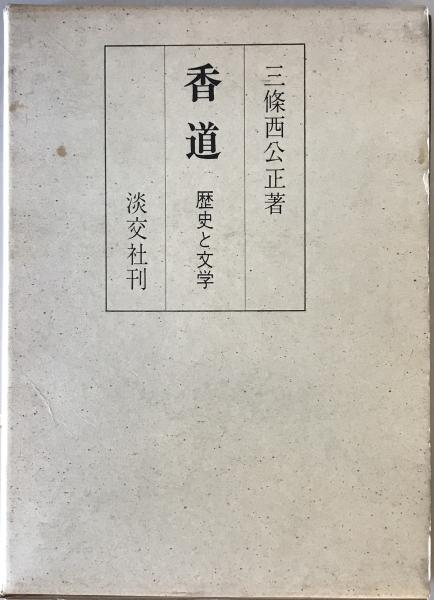 三條西公正著
香道 歴史と文学
淡交社刊